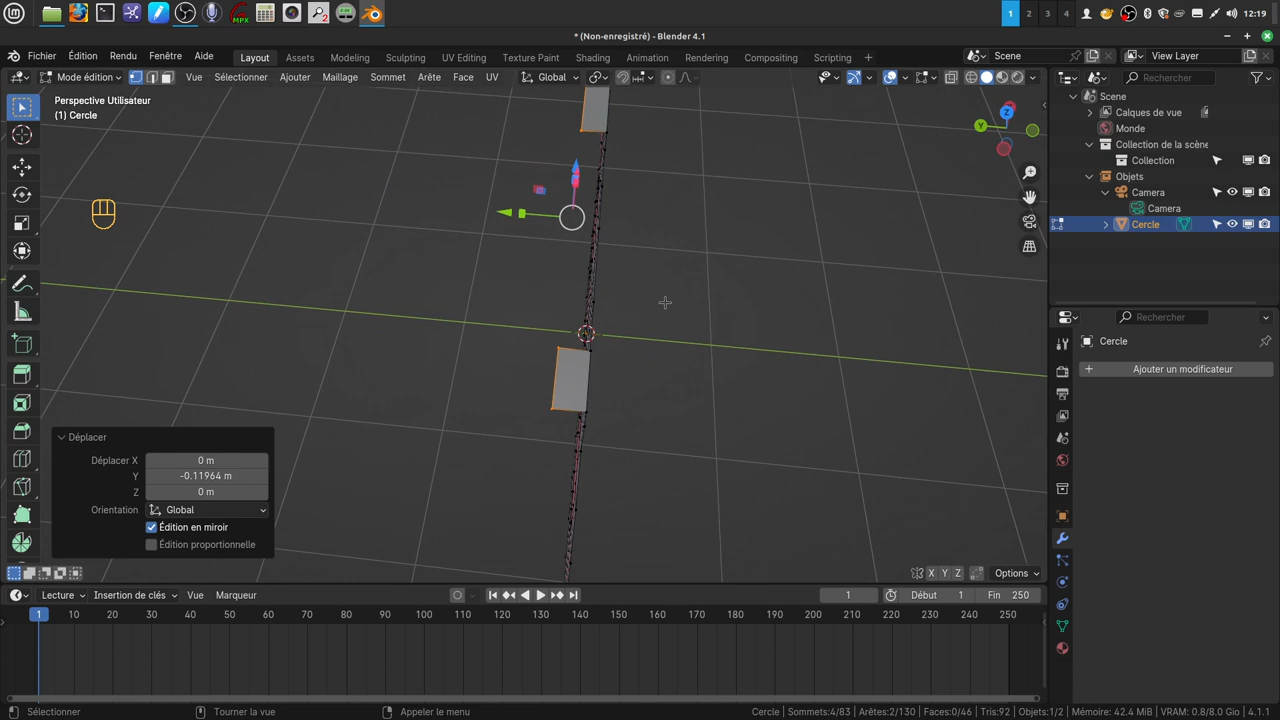 MPX
1
2
3
4
12:19
* (Non-enregistré) - Blender 4.1
Fichier
Édition
Rendu
Fenêtre
Aide
Layout
Modeling
Sculpting
UV Editing
Texture Paint
Shading
Animation
Rendering
Compositing
Scripting
+
Scene
View Layer
Mode édition
Vue
Sélectionner
Ajouter
Maillage
Sommet
Arête
Face
UV
Global
Rechercher
Perspective Utilisateur
(1) Cercle
Z
Y
Scene
Calques de vue
Monde
Collection de la scène
Collection
Objets
Camera
Camera
Cercle
Rechercher
Cercle
+ Ajouter un modificateur
Déplacer
Déplacer X 0 m
Y -0.11964 m
Z 0 m
Orientation Global
Édition en miroir
Édition proportionnelle
X Y Z
Options
Lecture
Insertion de clés
Vue
Marqueur
1
Début 1
Fin 250
1 10 20 30 40 50 60 70 80 90 100 110 120 130 140 150 160 170 180 190 200 210 220 230 240 250
Sélectionner
Tourner la vue
Appeler le menu
Cercle | Sommets:4/83 | Arêtes:2/130 | Faces:0/46 | Tris:92 | Objets:1/2 | Mémoire: 42.4 MiB | VRAM: 0.8/8.0 Gio | 4.1.1